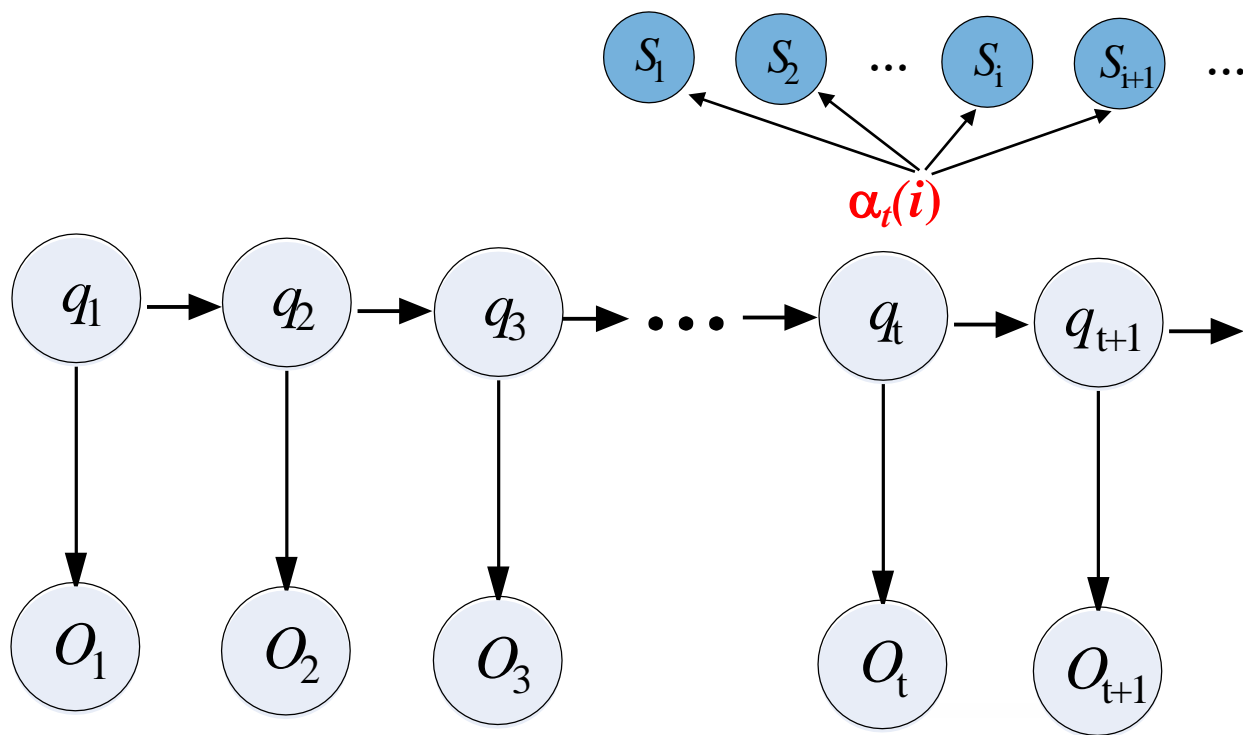 S₁ S₂ ... Sᵢ Sᵢ₊₁ ...
αₜ(i)
q₁ q₂ q₃ ... qₜ qₜ₊₁
O₁ O₂ O₃ Oₜ Oₜ₊₁